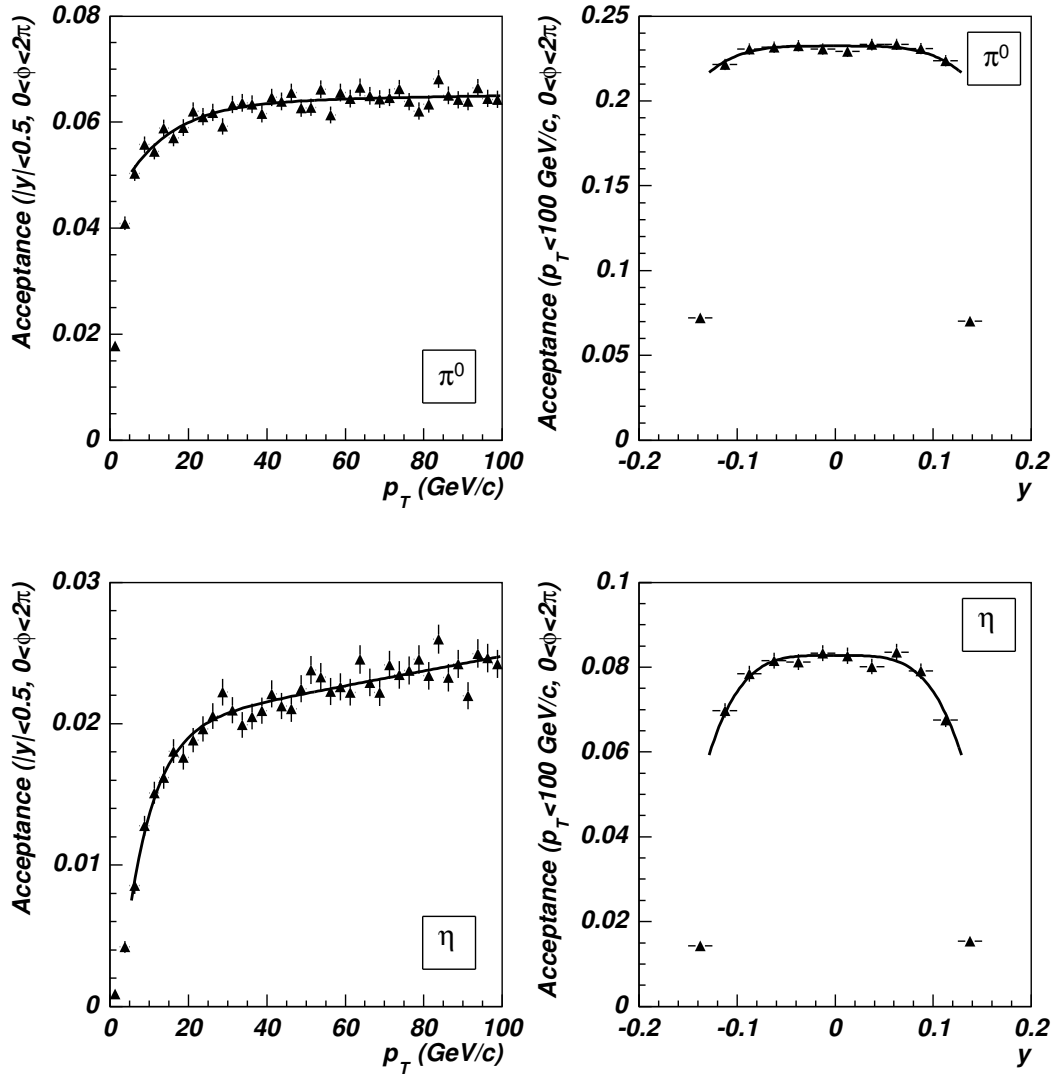 Acceptance (|y|<0.5, 0<ϕ<2π)
0.08
0.06
0.04
0.02
0
π⁰
0 20 40 60 80 100
p_T (GeV/c)
Acceptance (p_T<100 GeV/c, 0<ϕ<2π)
0.25
0.2
0.15
0.1
0.05
0
π⁰
-0.2 -0.1 0 0.1 0.2
y
Acceptance (|y|<0.5, 0<ϕ<2π)
0.03
0.02
0.01
0
η
0 20 40 60 80 100
p_T (GeV/c)
Acceptance (p_T<100 GeV/c, 0<ϕ<2π)
0.1
0.08
0.06
0.04
0.02
0
η
-0.2 -0.1 0 0.1 0.2
y